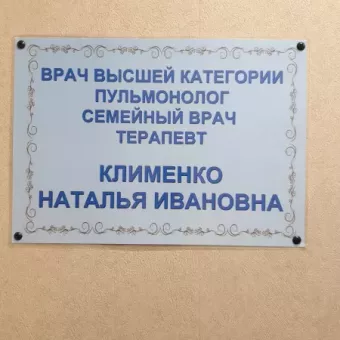 ВРАЧ ВЫСШЕЙ КАТЕГОРИИ
ПУЛЬМОНОЛОГ
СЕМЕЙНЫЙ ВРАЧ
ТЕРАПЕВТ
КЛИМЕНКО
НАТАЛЬЯ ИВАНОВНА